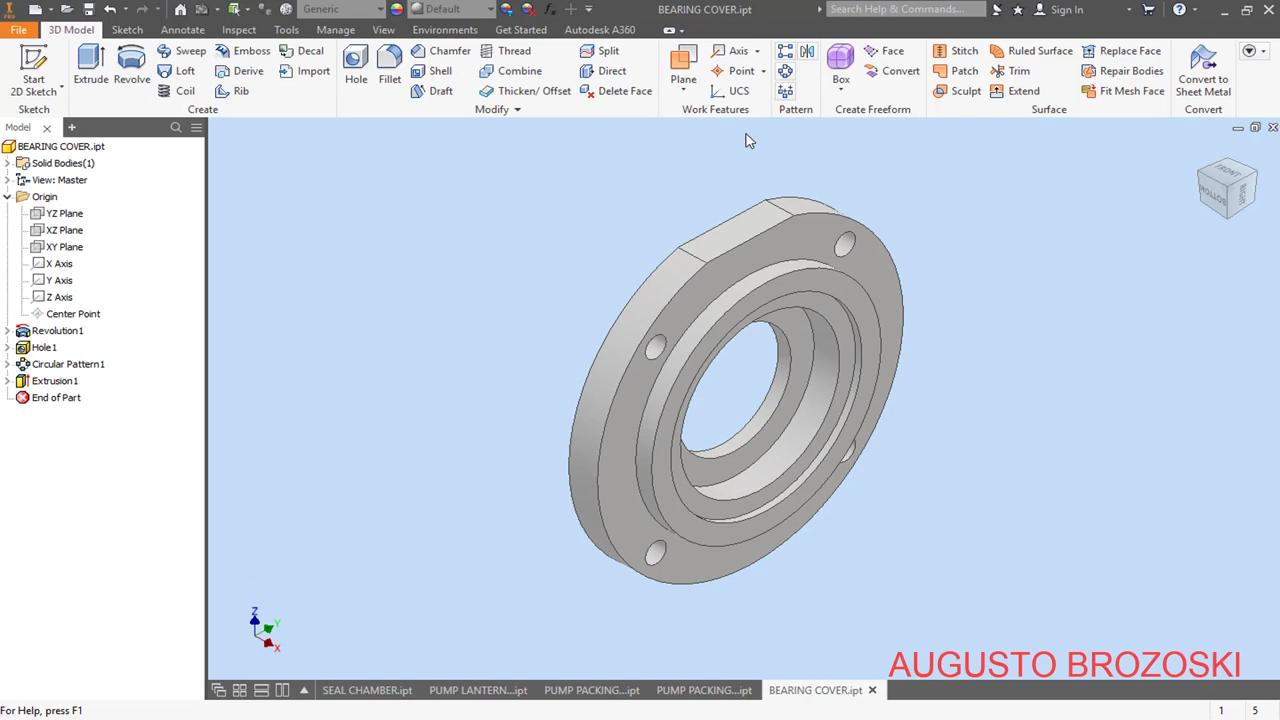 PRO Generic Default BEARING COVER.ipt Search Help & Commands... Sign In
File 3D Model Sketch Annotate Inspect Tools Manage View Environments Get Started Autodesk A360
Start 2D Sketch Extrude Revolve Sweep Emboss Decal Hole Fillet Chamfer Thread Split Plane Axis Box Face Stitch Ruled Surface Replace Face Convert to Sheet Metal
Loft Derive Import Shell Combine Direct Point Convert Patch Trim Repair Bodies
Coil Rib Draft Thicken/ Offset Delete Face UCS Sculpt Extend Fit Mesh Face
Sketch Create Modify Work Features Pattern Create Freeform Surface Convert
Model
BEARING COVER.ipt
Solid Bodies(1)
View: Master
Origin
YZ Plane
XZ Plane
XY Plane
X Axis
Y Axis
Z Axis
Center Point
Revolution1
Hole1
Circular Pattern1
Extrusion1
End of Part
FRONT
RIGHT
BOTTOM
Z
Y
X
AUGUSTO BROZOSKI
SEAL CHAMBER.ipt PUMP LANTERN...ipt PUMP PACKING...ipt PUMP PACKING...ipt BEARING COVER.ipt
For Help, press F1 1 5